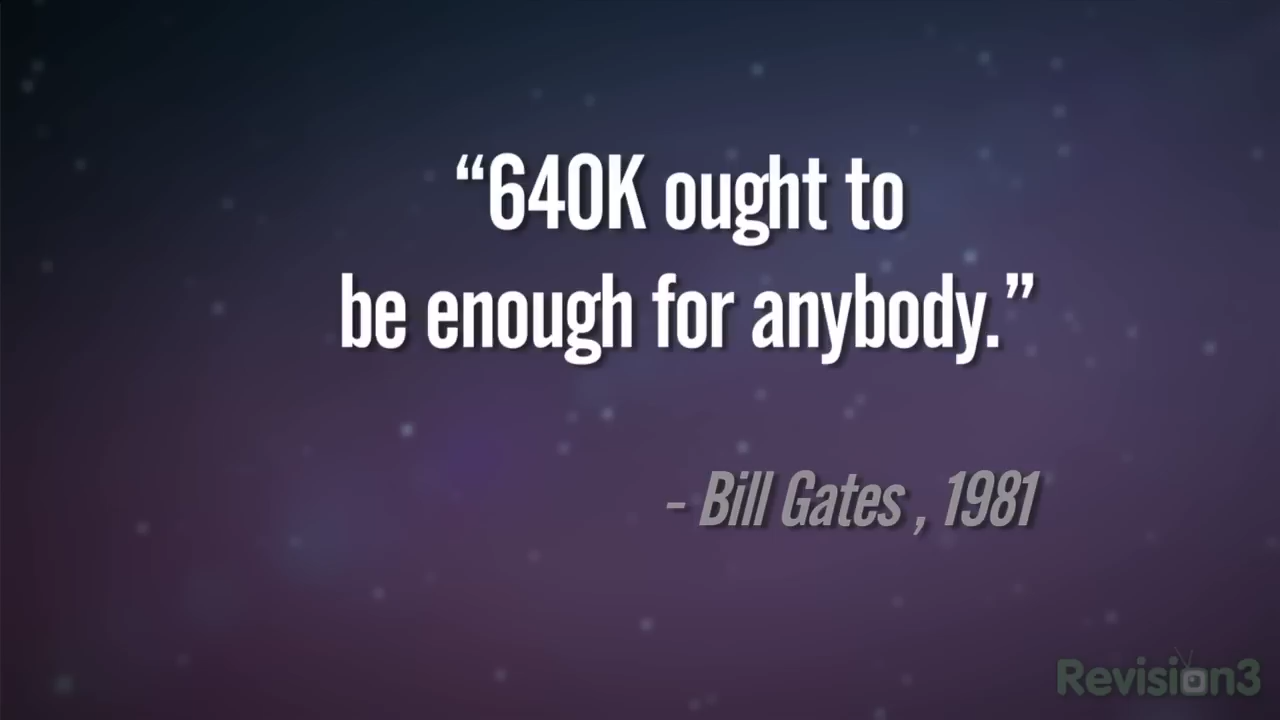 “640K ought to
be enough for anybody.”
- Bill Gates , 1981
Revision3